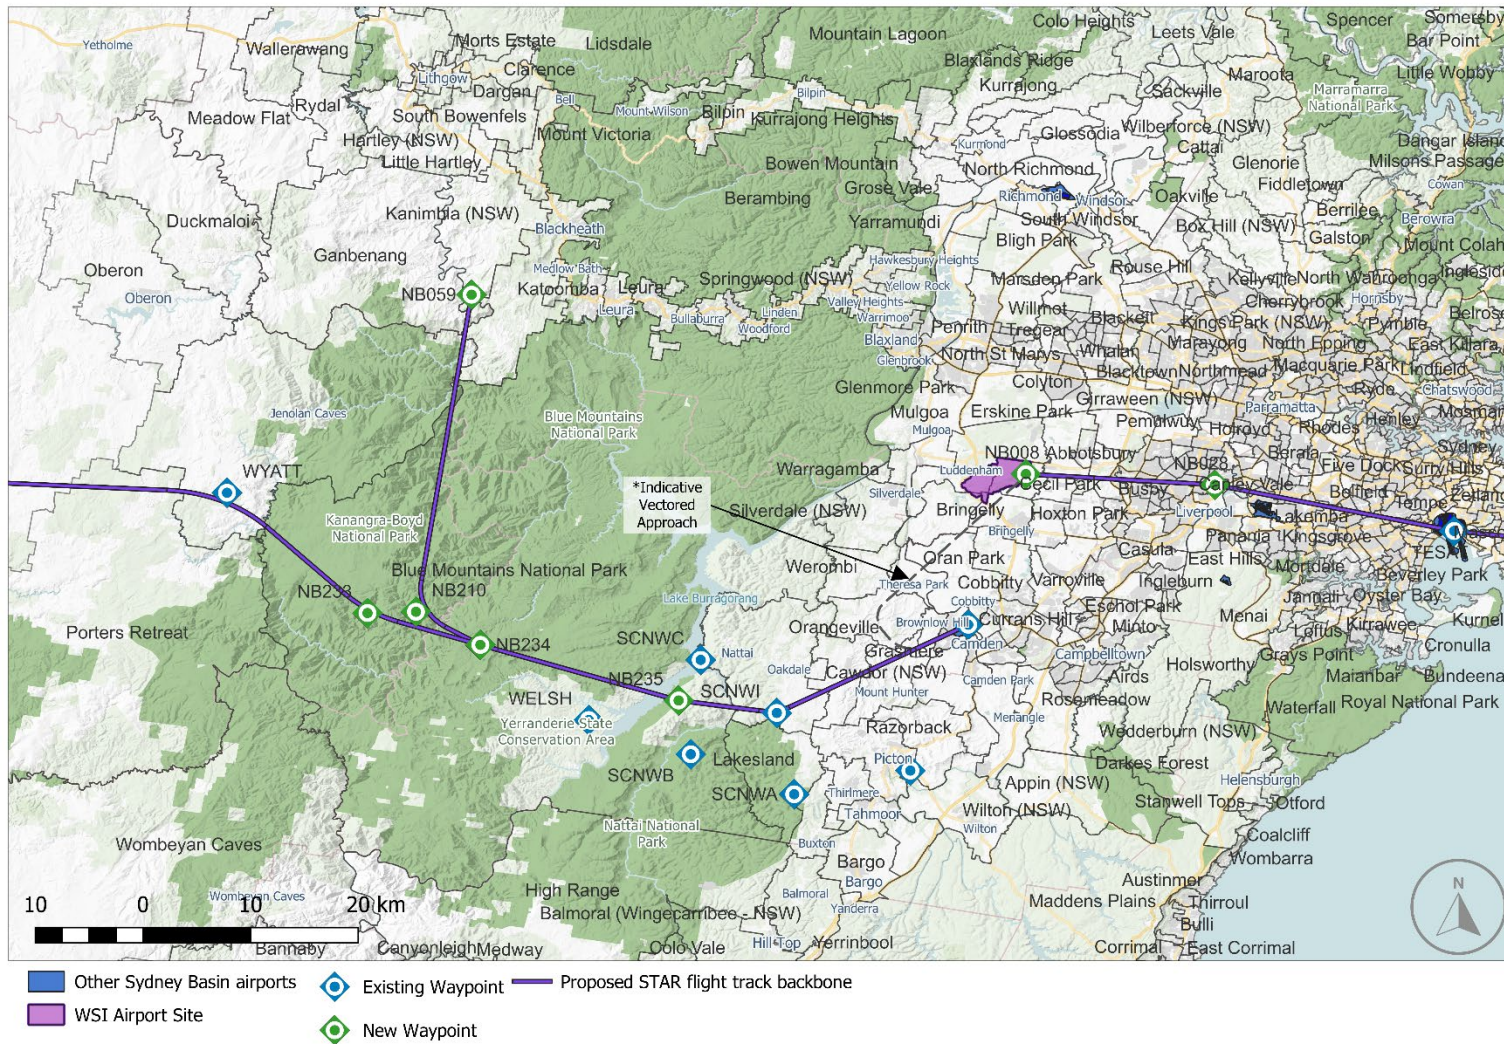 Yetholme
Wallerawang
Morts Estate
Lidsdale
Mountain Lagoon
Colo Heights
Leets Vale
Spencer
Somersby
Bar Point
Lithgow
Clarence
Dargan
Blaxlands Ridge
Kurrajong
Maroota
Little Wobby
Rydal
Bell
Mount Wilson
Bilpin
Bilpin
Sackville
Marramarra
National Park
Meadow Flat
South Bowenfels
Mount Victoria
Kurrajong Heights
Glossodia
Wilberforce (NSW)
Dangar Island
Hartley (NSW)
Little Hartley
Kurmond
Cattai
Glenorie
Milsons Passage
Bowen Mountain
North Richmond
Fiddletown
Cowan
Berambing
Grose Vale
Richmond
Windsor
Oakville
Berrilee
Berowra
Duckmaloi
Kanimbla (NSW)
Blackheath
Yarramundi
South Windsor
Box Hill (NSW)
Galston
Mount Colah
Ganbenang
Bligh Park
Oberon
Medlow Bath
Hawkesbury Heights
Rouse Hill
Oberon
NB059
Katoomba
Leura
Springwood (NSW)
Yellow Rock
Marsden Park
Kellyville
North Wahroonga
Ingleside
Leura
Bullaburra
Linden
Woodford
Valley Heights
Warrimoo
Willmot
Cherrybrook
Hornsby
Penrith
Tregear
Blackett
Kings Park (NSW)
Pymble
Belrose
Blaxland
Glenbrook
North St Marys
Whalan
Marayong
North Epping
East Killara
Blacktown
Northmead
Macquarie Park
Lindfield
Glenmore Park
Colyton
Girraween (NSW)
Ryde
Chatswood
Jenolan Caves
Blue Mountains
National Park
Mulgoa
Erskine Park
Pemulwuy
Parramatta
Henley
Mosman
Mulgoa
Holroyd
Rhodes
Sydney
WYATT
Warragamba
Luddenham
NB008
Abbotsbury
NB028
Berala
Five Dock
Surry Hills
*Indicative
Vectored
Approach
Silverdale
Cecil Park
Busby
Canley Vale
Belfield
Tempe
Zetland
Kanangra-Boyd
National Park
Silverdale (NSW)
Bringelly
Bringelly
Hoxton Park
Liverpool
Lakemba
Panania
Kingsgrove
TESAT
Oran Park
Casula
East Hills
Mortdale
Beverley Park
Blue Mountains National Park
Werombi
Theresa Park
Cobbitty
Varroville
Ingleburn
NB233
NB210
Lake Burragorang
Cobbitty
Eschol Park
Jannali
Oyster Bay
Porters Retreat
NB234
SCNWC
Orangeville
Brownlow Hill
Currans Hill
Minto
Menai
Loftus
Kirrawee
Kurnell
Nattai
Grasmere
Camden
Campbelltown
Grays Point
Cronulla
NB235
Oakdale
Cawdor (NSW)
Camden Park
Airds
Holsworthy
Maianbar
Bundeena
WELSH
SCNWI
Mount Hunter
Rosemeadow
Waterfall
Royal National Park
Yerranderie State
Conservation Area
Razorback
Menangle
Wedderburn (NSW)
SCNWB
Lakesland
Picton
Darkes Forest
Helensburgh
SCNWA
Thirlmere
Appin (NSW)
Stanwell Tops
Otford
Tahmoor
Wilton (NSW)
Nattai National
Park
Wilton
Coalcliff
Wombeyan Caves
Buxton
Bargo
Wombarra
Wombeyan Caves
High Range
Balmoral
Bargo
Yanderra
Austinmer
Maddens Plains
Thirroul
Balmoral (Wingecarribee - NSW)
Bulli
Bannaby
Canyonleigh
Medway
Colo Vale
Hill Top
Yerrinbool
Corrimal
East Corrimal
N
10 0 10 20 km
Other Sydney Basin airports
Existing Waypoint
Proposed STAR flight track backbone
WSI Airport Site
New Waypoint